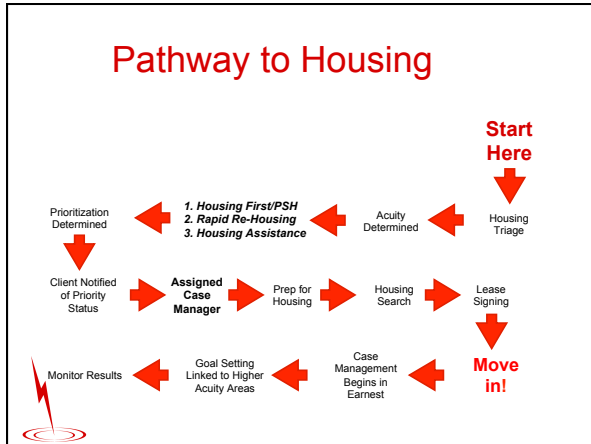 Pathway to Housing
Start
Here
Housing
Triage
Acuity
Determined
1. Housing First/PSH
2. Rapid Re-Housing
3. Housing Assistance
Prioritization
Determined
Client Notified
of Priority
Status
Assigned
Case
Manager
Prep for
Housing
Housing
Search
Lease
Signing
Move
in!
Case
Management
Begins in
Earnest
Goal Setting
Linked to Higher
Acuity Areas
Monitor Results